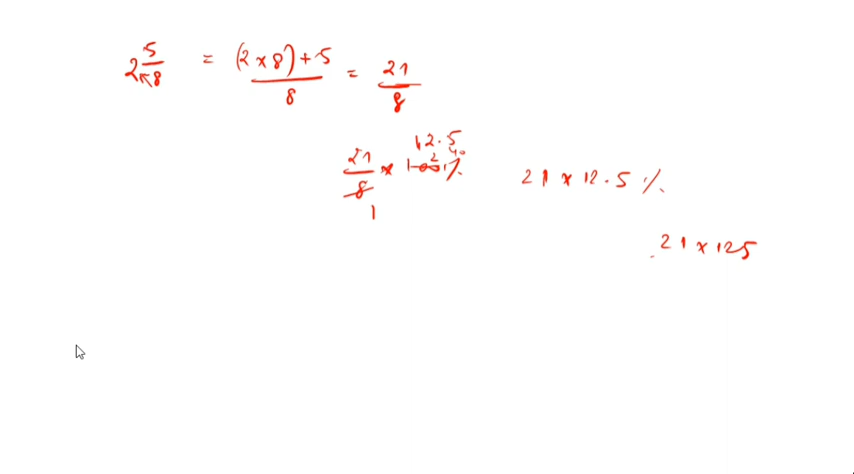 2 5/8 = (2 x 8) + 5 / 8 = 21 / 8
12.5
21/8 x 100 %
1
21 x 12.5 %
21 x 125